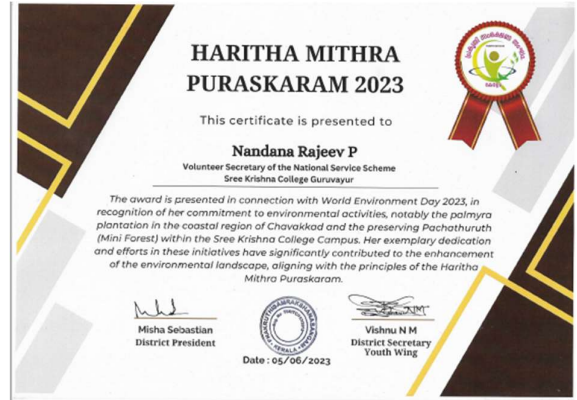 HARITHA MITHRA
PURASKARAM 2023
This certificate is presented to
Nandana Rajeev P
Volunteer Secretary of the National Service Scheme
Sree Krishna College Guruvayur
The award is presented in connection with World Environment Day 2023, in
recognition of her commitment to environmental activities, notably the palmyra
plantation in the coastal region of Chavakkad and the preserving Pachathuruth
(Mini Forest) within the Sree Krishna College Campus. Her exemplary dedication
and efforts in these initiatives have significantly contributed to the enhancement
of the environmental landscape, aligning with the principles of the Haritha
Mithra Puraskaram.
Misha Sebastian
District President
KERALA
Date : 05/06/2023
Vishnu N M
District Secretary
Youth Wing